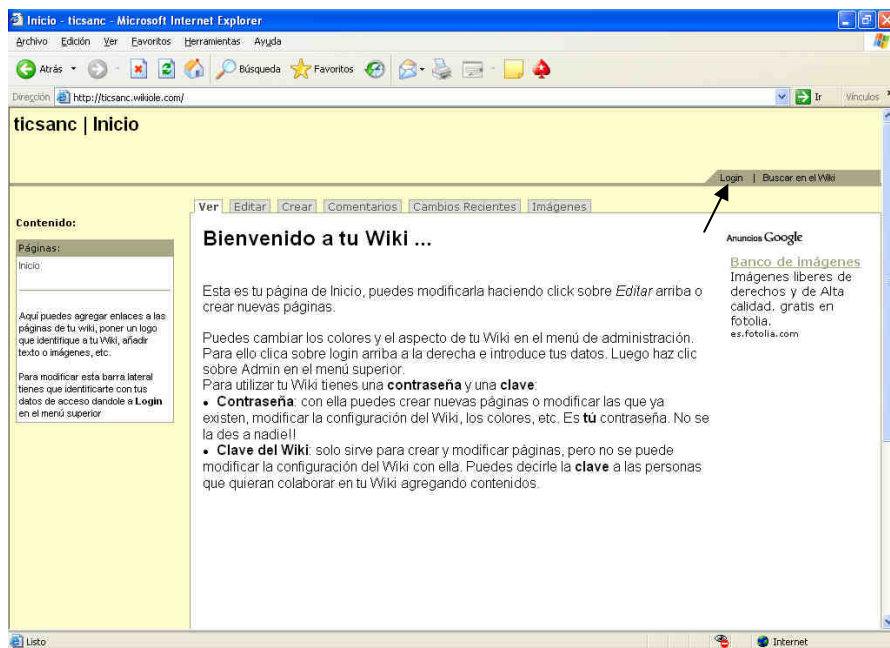 Inicio - ticsanc - Microsoft Internet Explorer
Archivo Edición Ver Favoritos Herramientas Ayuda
Atrás Búsqueda Favoritos
Dirección http://ticsanc.wikiole.com/ Ir Vínculos »
ticsanc | Inicio
Login | Buscar en el Wiki
Ver Editar Crear Comentarios Cambios Recientes Imágenes
Contenido:
Páginas:
Inicio
Aquí puedes agregar enlaces a las
páginas de tu wiki, poner un logo
que identifique a tu Wiki, añadir
texto o imágenes, etc.
Para modificar esta barra lateral
tienes que identificarte con tus
datos de acceso dandole a Login
en el menú superior
Bienvenido a tu Wiki ...
Esta es tu página de Inicio, puedes modificarla haciendo click sobre Editar arriba o
crear nuevas páginas.
Puedes cambiar los colores y el aspecto de tu Wiki en el menú de administración.
Para ello clica sobre login arriba a la derecha e introduce tus datos. Luego haz clic
sobre Admin en el menú superior.
Para utilizar tu Wiki tienes una contraseña y una clave:
• Contraseña: con ella puedes crear nuevas páginas o modificar las que ya
existen, modificar la configuración del Wiki, los colores, etc. Es tú contraseña. No se
la des a nadie!!
• Clave del Wiki: solo sirve para crear y modificar páginas, pero no se puede
modificar la configuración del Wiki con ella. Puedes decirle la clave a las personas
que quieran colaborar en tu Wiki agregando contenidos.
Anuncios Google
Banco de imágenes
Imágenes liberes de
derechos y de Alta
calidad. gratis en
fotolia.
es.fotolia.com
Listo Internet